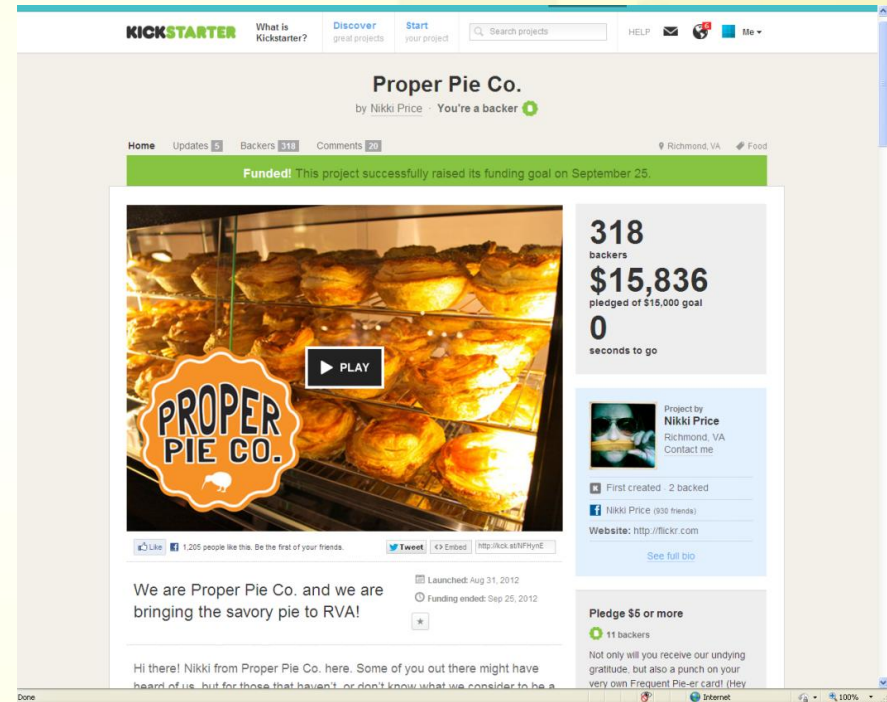 KICKSTARTER
What is
Kickstarter?
Discover
great projects
Start
your project
Search projects
HELP
6
Me
Proper Pie Co.
by Nikki Price · You're a backer
Home Updates 5 Backers 318 Comments 20
Richmond, VA Food
Funded! This project successfully raised its funding goal on September 25.
PLAY
PROPER
PIE CO.
318
backers
$15,836
pledged of $15,000 goal
0
seconds to go
Project by
Nikki Price
Richmond, VA
Contact me
First created · 2 backed
Nikki Price (930 friends)
Website: http://flickr.com
See full bio
Like 1,205 people like this. Be the first of your friends.
Tweet <> Embed http://kck.st/NFHynE
We are Proper Pie Co. and we are
bringing the savory pie to RVA!
Launched: Aug 31, 2012
Funding ended: Sep 25, 2012
Hi there! Nikki from Proper Pie Co. here. Some of you out there might have
heard of us, but for those that haven't, or don't know what we consider to be a
Pledge $5 or more
11 backers
Not only will you receive our undying
gratitude, but also a punch on your
very own Frequent Pie-er card! (Hey
Done
Internet
100%